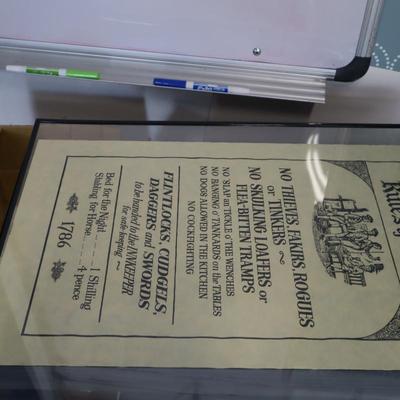 Rules
NO THIEVES, FAKIRS, ROGUES
or TINKERS ~
NO SKULKING LOAFERS or
FLEA-BITTEN TRAMPS
NO SLAP an' TICKLE o' THE WENCHES
NO BANGING o' TANKARDS on the TABLES
NO DOGS ALLOWED IN THE KITCHEN
NO COCKFIGHTING
FLINTLOCKS, CUDGELS,
DAGGERS and SWORDS
to be handed to the INNKEEPER
for safe-keeping ~
Bed for the Night ____ 1 Shilling
Stabling for Horse____ 4 pence
1786